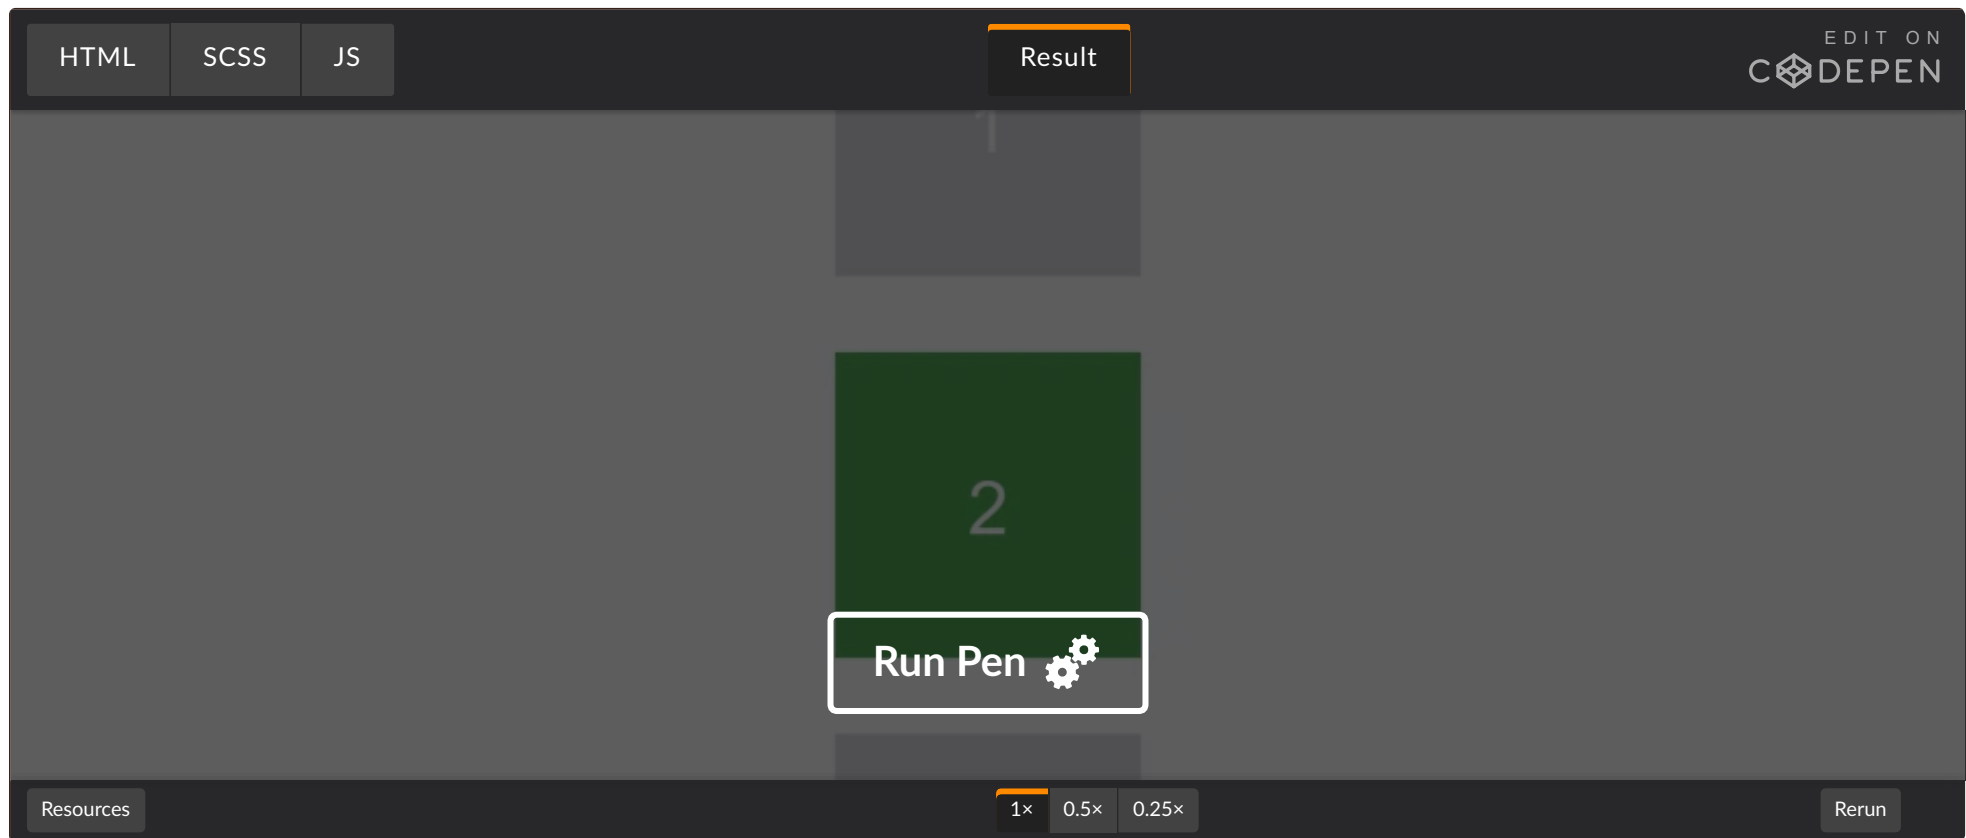 HTML
SCSS
JS
Result
EDIT ON
CODEPEN
1
2
Run Pen
Resources
1×
0.5×
0.25×
Rerun